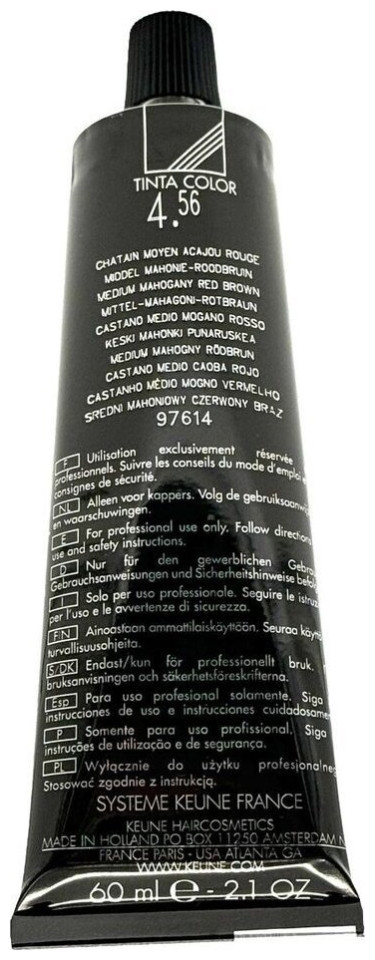 TINTA COLOR
4.56
CHATAIN MOYEN ACAJOU ROUGE
MIDDEL MAHONIE-ROODBRUIN
MEDIUM MAHOGANY RED BROWN
MITTEL-MAHAGONI-ROTBRAUN
CASTANO MEDIO MOGANO ROSSO
KESKI MAHONKI PUNARUSKEA
MEDIUM MAHOGNY RÖDBRUN
CASTANO MEDIO CAOBA ROJO
CASTANHO MÉDIO MOGNO VERMELHO
SREDNI MAHONIOWY CZERWONY BRAZ
97614
F Utilisation exclusivement réservée
professionnels. Suivre les conseils du mode d'emploi
consignes de sécurité.
NL Alleen voor kappers. Volg de gebruiksaanw
en waarschuwingen.
E For professional use only. Follow directions
use and safety instructions.
D Nur für den gewerblichen
Gebrauchsanweisungen und Sicherheitshinweise
I Solo per uso professionale. Seguire le istruz
per l'uso e le avvertenze di sicurezza.
FIN Ainoastaan ammattilaiskäyttöön. Seuraa
turvallisuusohjeita.
S/DK Endast/kun för professionellt bruk.
bruksanvisningen och säkerhetsföreskrifterna.
Esp Para uso profesional solamente. Siga
instrucciones de uso e instrucciones
P Somente para uso profissional. Siga
instruções de utilização e de segurança.
PL Wyłącznie do użytku
Stosować zgodnie z instrukcją.
SYSTEME KEUNE FRANCE
KEUNE HAIRCOSMETICS
MADE IN HOLLAND PO BOX 11250 AMSTERDAM
FRANCE PARIS - USA ATLANTA GA
WWW.KEUNE.COM
60 ml ℮ - 2.1 OZ